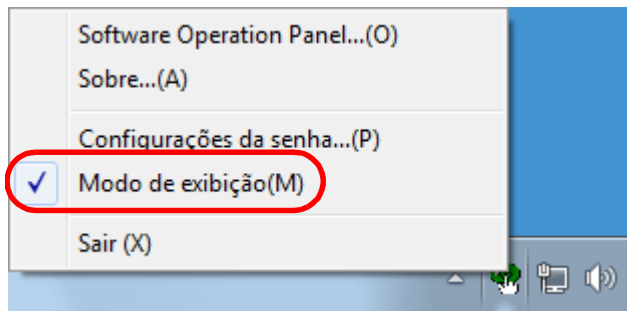 Software Operation Panel...(O)
Sobre...(A)
Configurações da senha...(P)
Modo de exibição(M)
Sair (X)